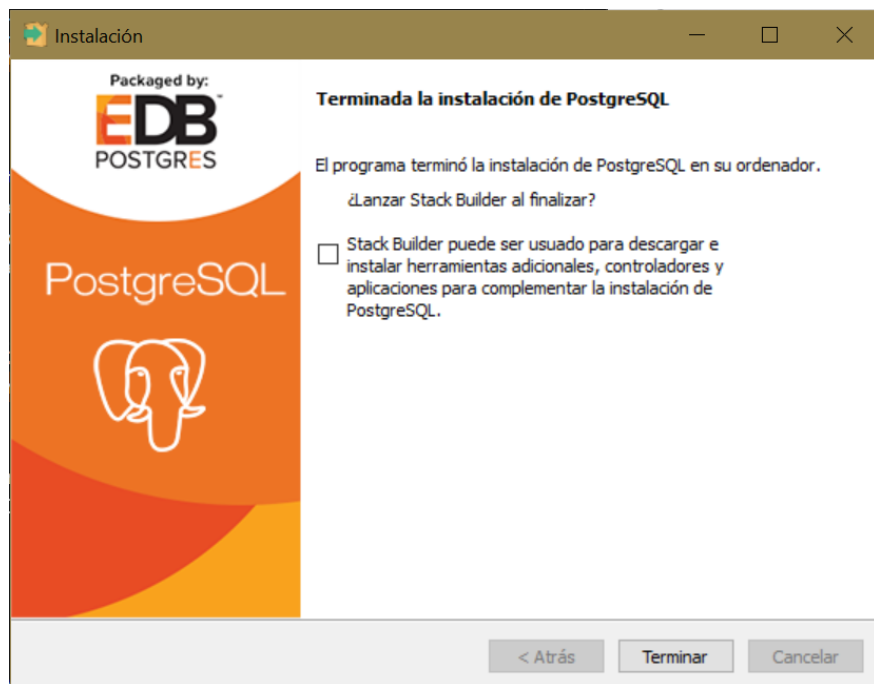 Instalación
Packaged by:
EDB
POSTGRES
PostgreSQL
Terminada la instalación de PostgreSQL
El programa terminó la instalación de PostgreSQL en su ordenador.
¿Lanzar Stack Builder al finalizar?
Stack Builder puede ser usado para descargar e
instalar herramientas adicionales, controladores y
aplicaciones para complementar la instalación de
PostgreSQL.
< Atrás
Terminar
Cancelar